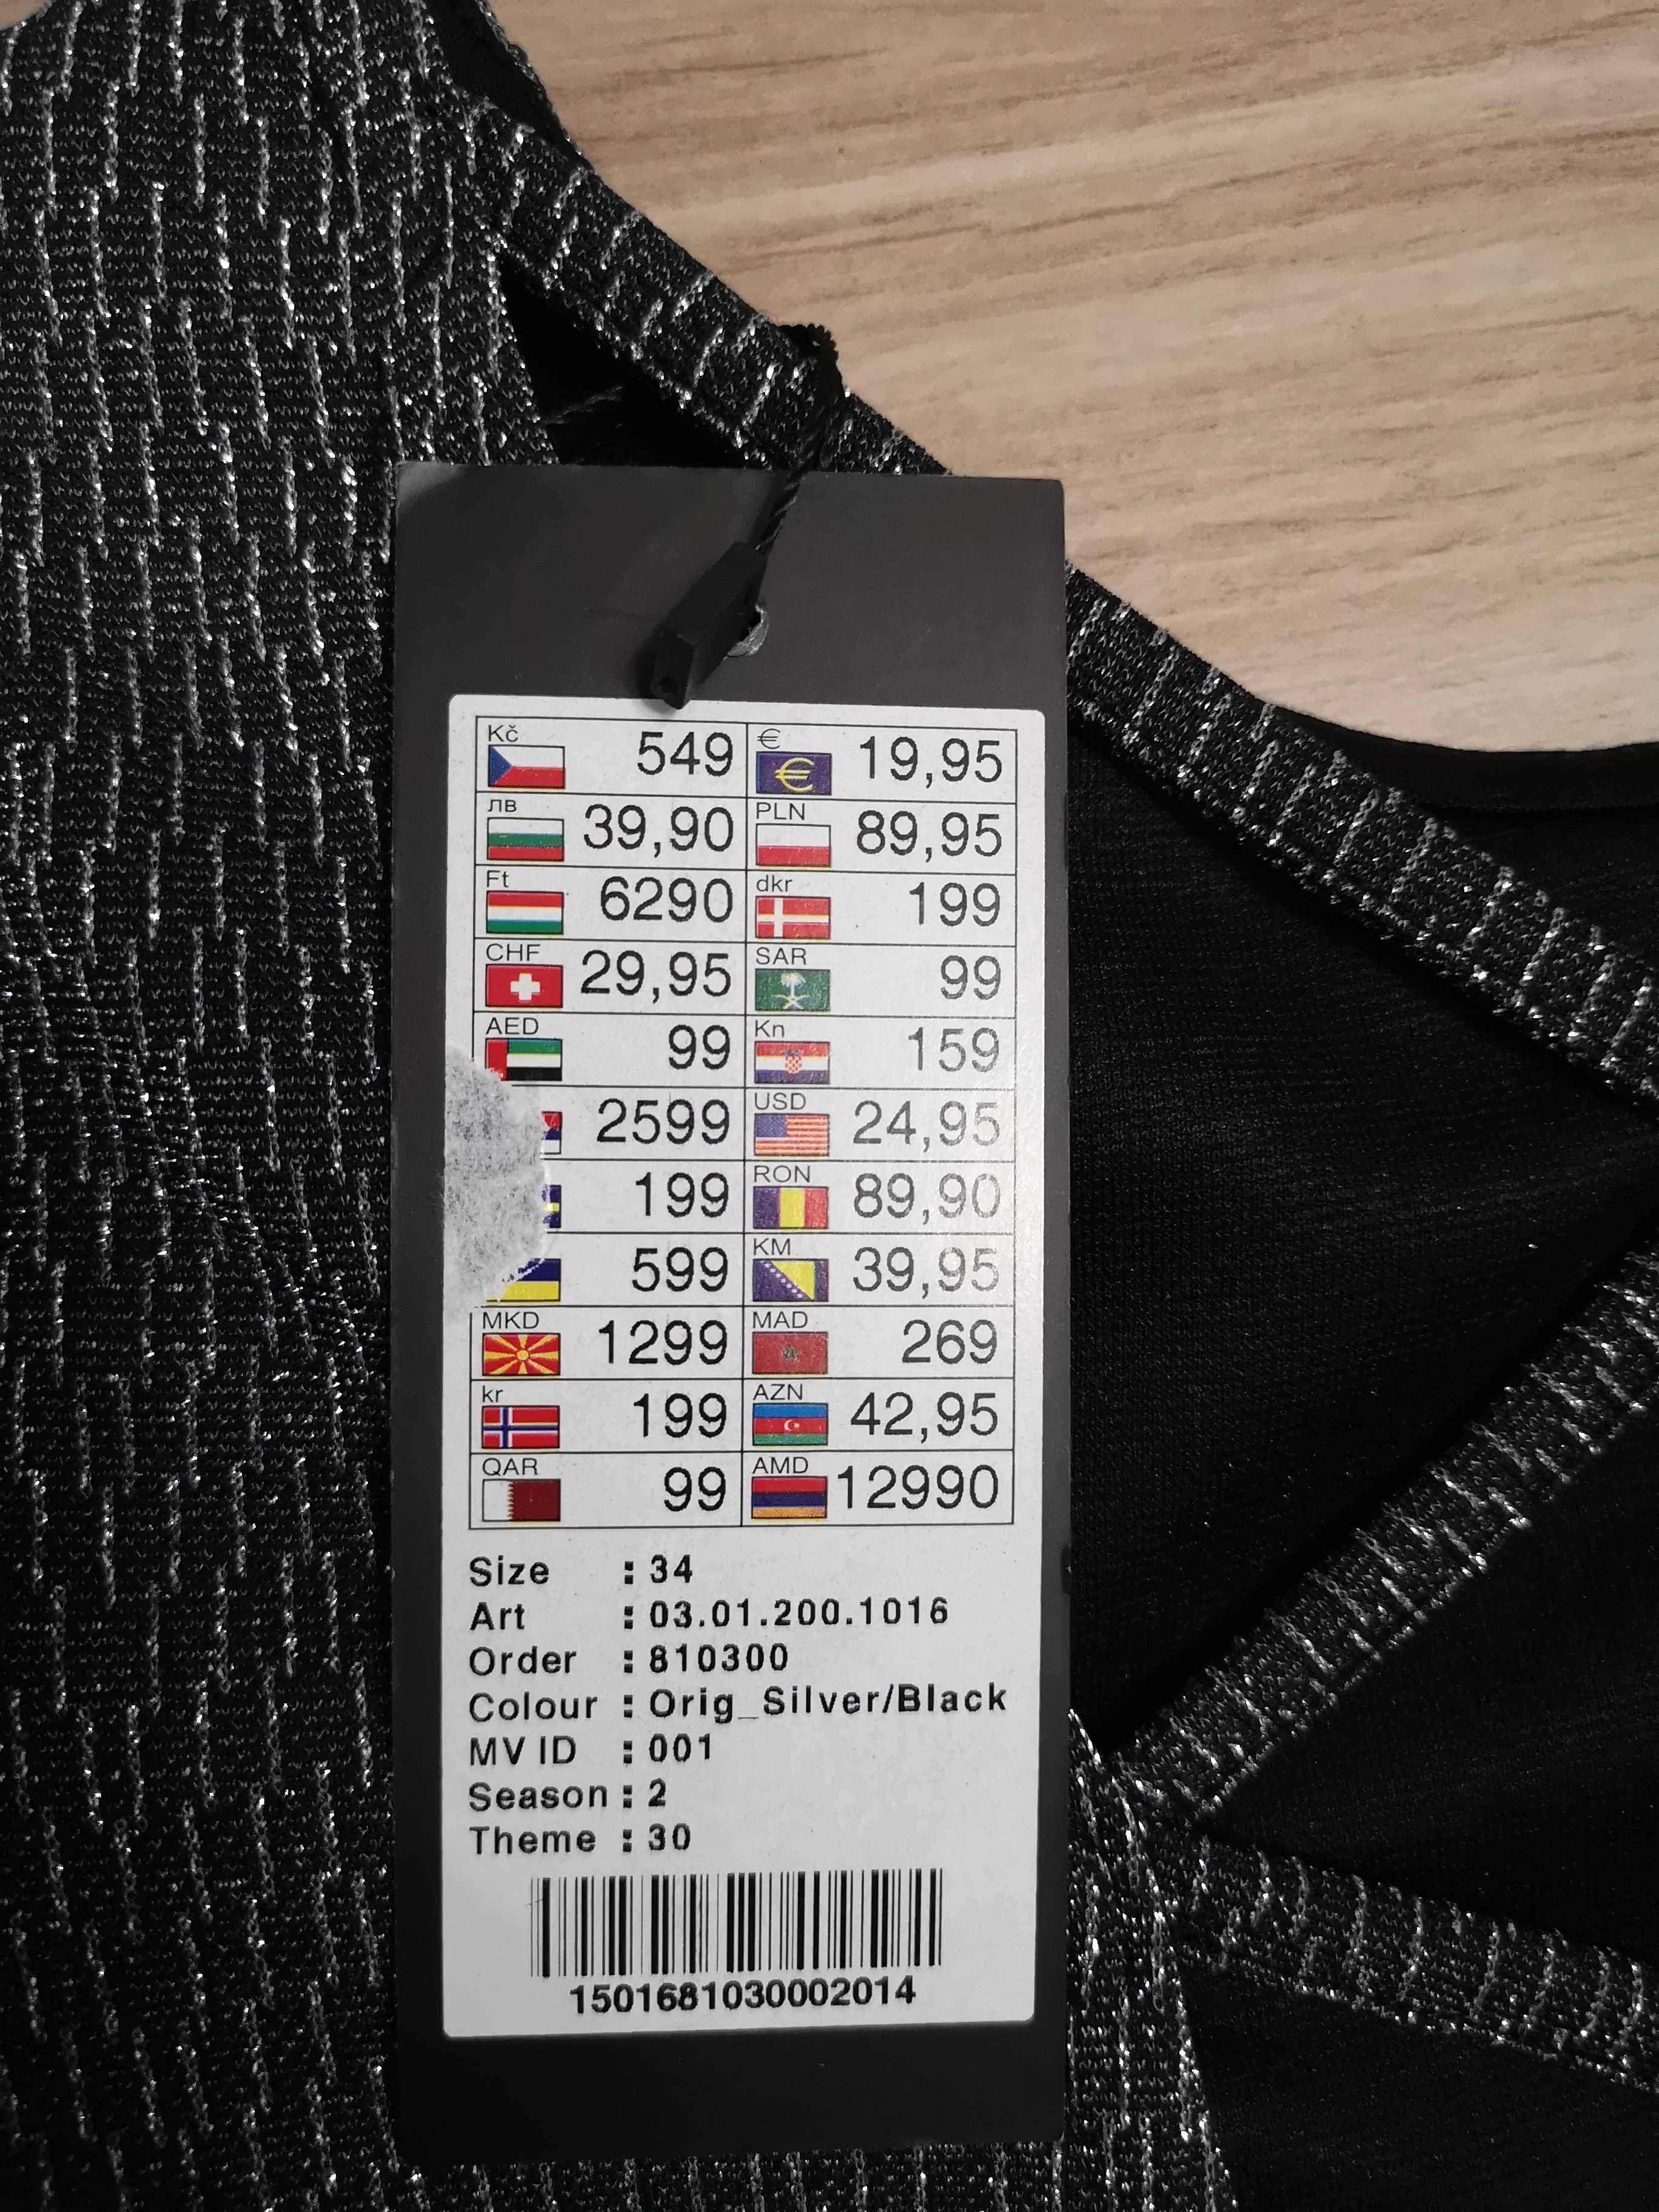 Kč 549 € 19,95
лв 39,90 PLN 89,95
Ft 6290 dkr 199
CHF 29,95 SAR 99
AED 99 Kn 159
2599 USD 24,95
199 RON 89,90
599 KM 39,95
MKD 1299 MAD 269
kr 199 AZN 42,95
QAR 99 AMD 12990
Size : 34
Art : 03.01.200.1016
Order : 810300
Colour : Orig_Silver/Black
MV ID : 001
Season : 2
Theme : 30
1501681030002014